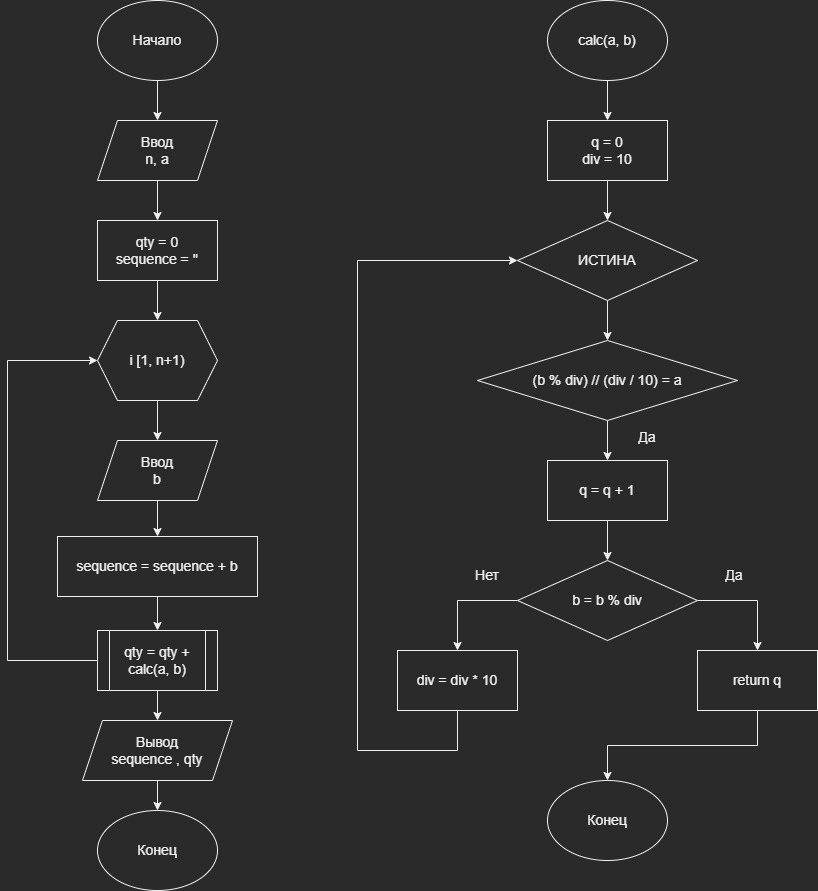 Начало
Ввод
n, a
qty = 0
sequence = "
i [1, n+1)
Ввод
b
sequence = sequence + b
qty = qty +
calc(a, b)
Вывод
sequence , qty
Конец
calc(a, b)
q = 0
div = 10
ИСТИНА
(b % div) // (div / 10) = a
Да
q = q + 1
Нет
b = b % div
Да
div = div * 10
return q
Конец